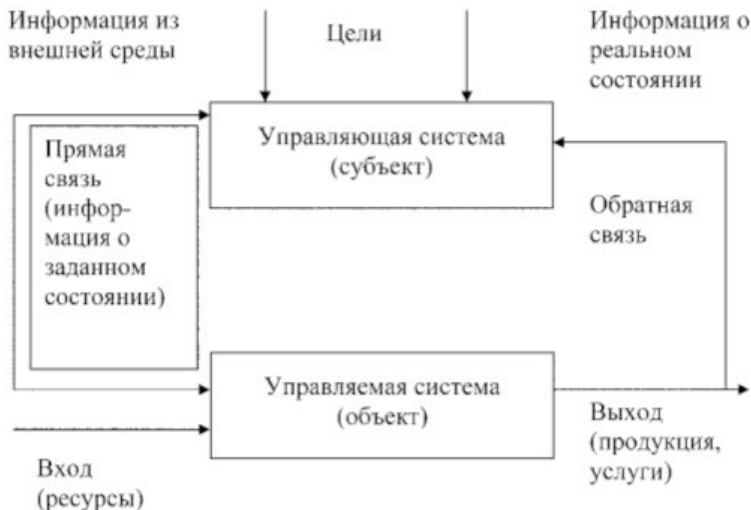 Информация из
внешней среды
Цели
Информация о
реальном
состоянии
Управляющая система
(субъект)
Прямая
связь
(инфор-
мация о
заданном
состоянии)
Обратная
связь
Управляемая система
(объект)
Выход
(продукция,
услуги)
Вход
(ресурсы)